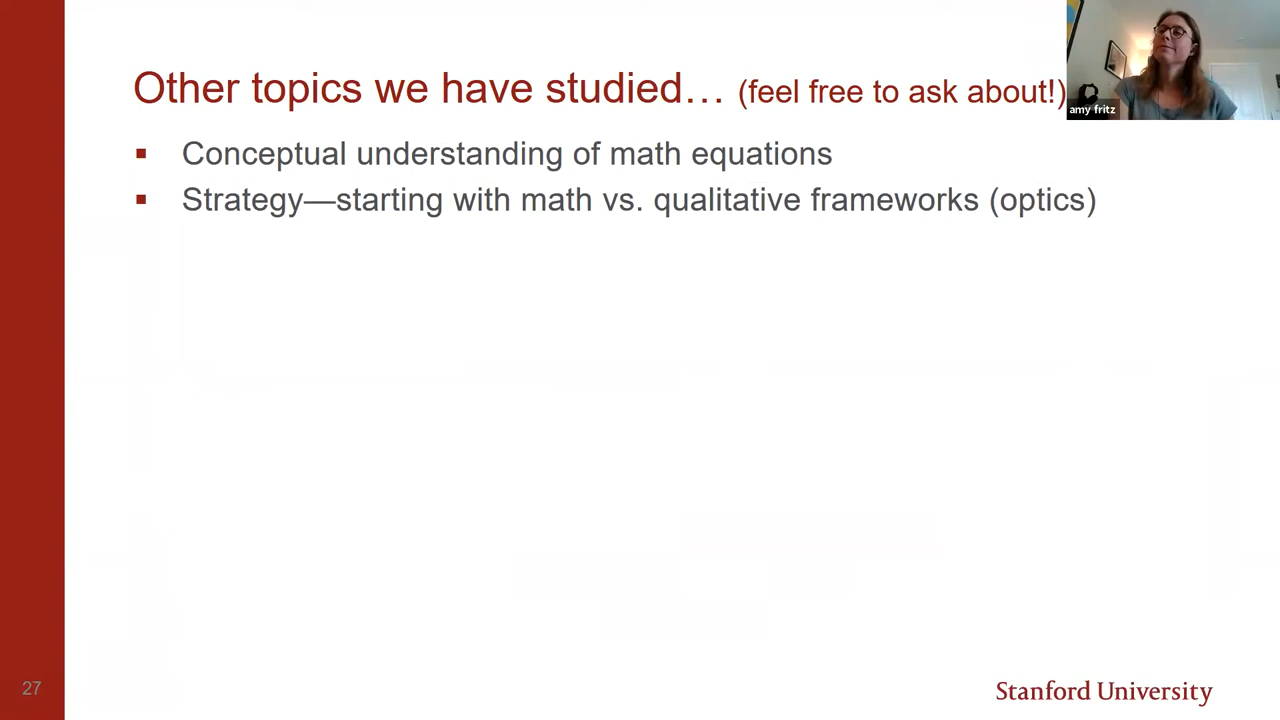 Other topics we have studied… (feel free to ask about!)
amy fritz
▪ Conceptual understanding of math equations
▪ Strategy—starting with math vs. qualitative frameworks (optics)
27
Stanford University